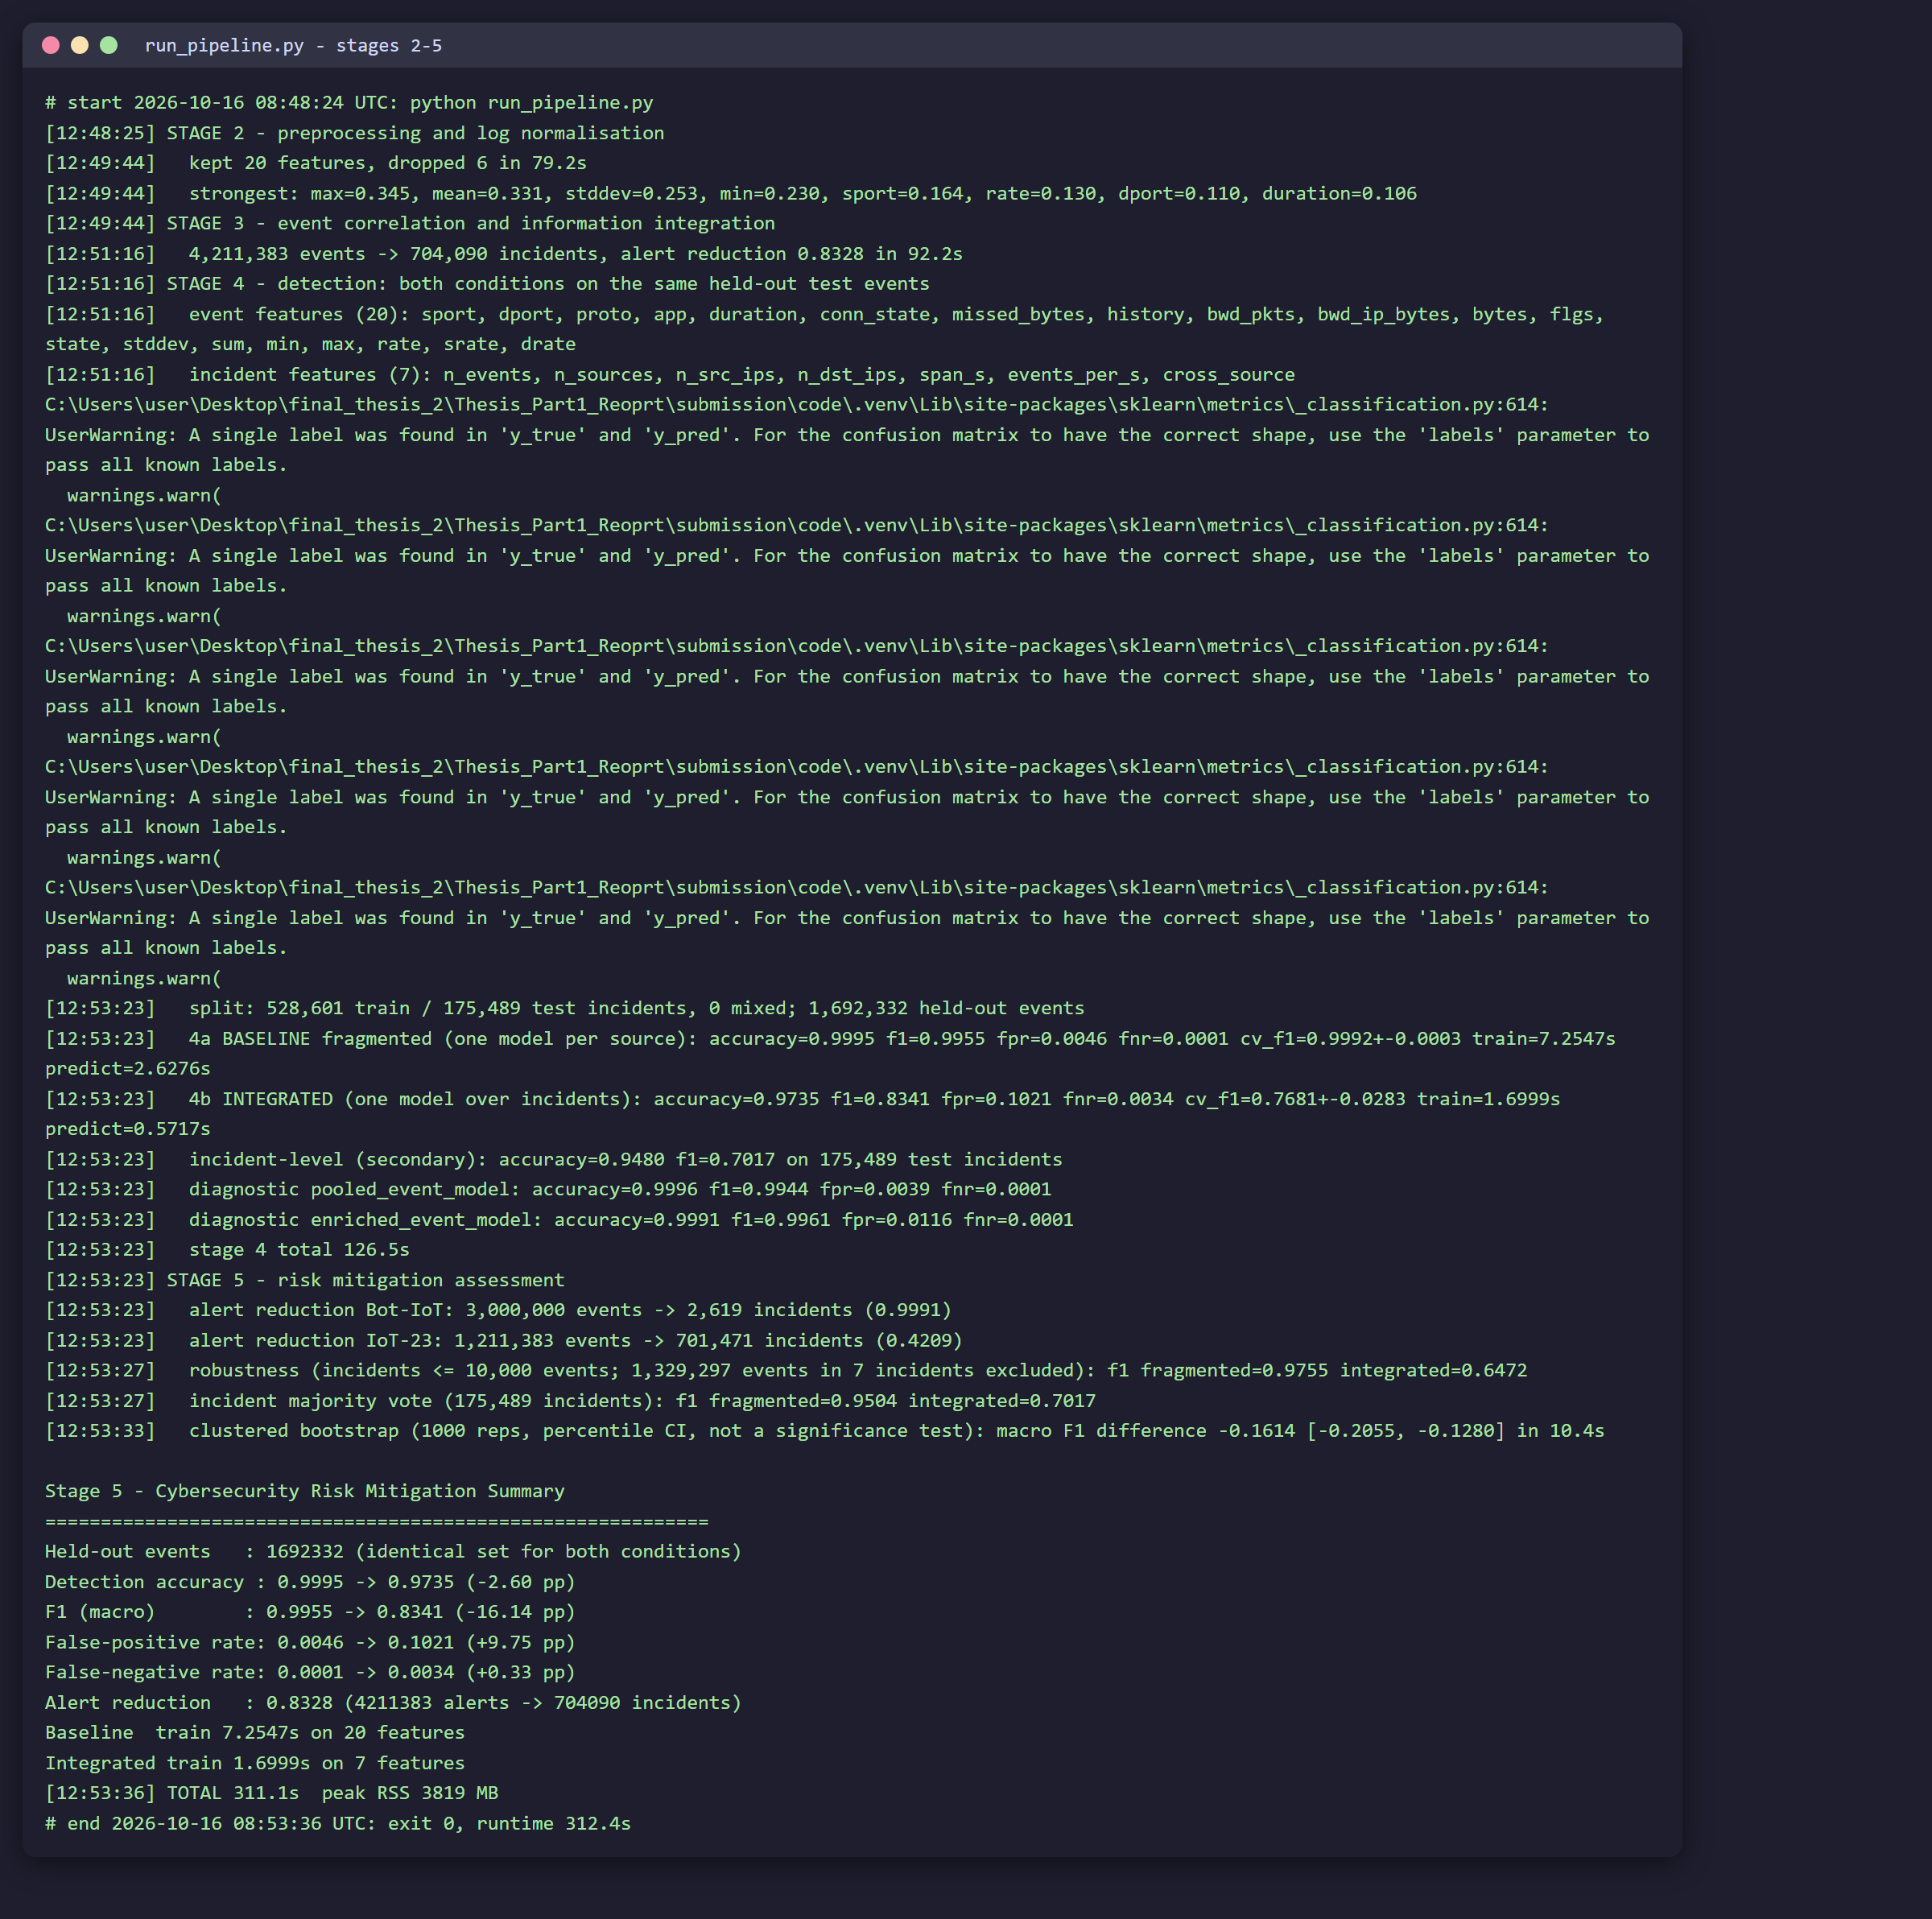 run_pipeline.py - stages 2-5
# start 2026-10-16 08:48:24 UTC: python run_pipeline.py
[12:48:25] STAGE 2 - preprocessing and log normalisation
[12:49:44]   kept 20 features, dropped 6 in 79.2s
[12:49:44]   strongest: max=0.345, mean=0.331, stddev=0.253, min=0.230, sport=0.164, rate=0.130, dport=0.110, duration=0.106
[12:49:44] STAGE 3 - event correlation and information integration
[12:51:16]   4,211,383 events -> 704,090 incidents, alert reduction 0.8328 in 92.2s
[12:51:16] STAGE 4 - detection: both conditions on the same held-out test events
[12:51:16]   event features (20): sport, dport, proto, app, duration, conn_state, missed_bytes, history, bwd_pkts, bwd_ip_bytes, bytes, flgs,
state, stddev, sum, min, max, rate, srate, drate
[12:51:16]   incident features (7): n_events, n_sources, n_src_ips, n_dst_ips, span_s, events_per_s, cross_source
C:\Users\user\Desktop\final_thesis_2\Thesis_Part1_Reoprt\submission\code\.venv\Lib\site-packages\sklearn\metrics\_classification.py:614:
UserWarning: A single label was found in 'y_true' and 'y_pred'. For the confusion matrix to have the correct shape, use the 'labels' parameter to
pass all known labels.
  warnings.warn(
C:\Users\user\Desktop\final_thesis_2\Thesis_Part1_Reoprt\submission\code\.venv\Lib\site-packages\sklearn\metrics\_classification.py:614:
UserWarning: A single label was found in 'y_true' and 'y_pred'. For the confusion matrix to have the correct shape, use the 'labels' parameter to
pass all known labels.
  warnings.warn(
C:\Users\user\Desktop\final_thesis_2\Thesis_Part1_Reoprt\submission\code\.venv\Lib\site-packages\sklearn\metrics\_classification.py:614:
UserWarning: A single label was found in 'y_true' and 'y_pred'. For the confusion matrix to have the correct shape, use the 'labels' parameter to
pass all known labels.
  warnings.warn(
C:\Users\user\Desktop\final_thesis_2\Thesis_Part1_Reoprt\submission\code\.venv\Lib\site-packages\sklearn\metrics\_classification.py:614:
UserWarning: A single label was found in 'y_true' and 'y_pred'. For the confusion matrix to have the correct shape, use the 'labels' parameter to
pass all known labels.
  warnings.warn(
C:\Users\user\Desktop\final_thesis_2\Thesis_Part1_Reoprt\submission\code\.venv\Lib\site-packages\sklearn\metrics\_classification.py:614:
UserWarning: A single label was found in 'y_true' and 'y_pred'. For the confusion matrix to have the correct shape, use the 'labels' parameter to
pass all known labels.
  warnings.warn(
[12:53:23]   split: 528,601 train / 175,489 test incidents, 0 mixed; 1,692,332 held-out events
[12:53:23]   4a BASELINE fragmented (one model per source): accuracy=0.9995 f1=0.9955 fpr=0.0046 fnr=0.0001 cv_f1=0.9992+-0.0003 train=7.2547s
predict=2.6276s
[12:53:23]   4b INTEGRATED (one model over incidents): accuracy=0.9735 f1=0.8341 fpr=0.1021 fnr=0.0034 cv_f1=0.7681+-0.0283 train=1.6999s
predict=0.5717s
[12:53:23]   incident-level (secondary): accuracy=0.9480 f1=0.7017 on 175,489 test incidents
[12:53:23]   diagnostic pooled_event_model: accuracy=0.9996 f1=0.9944 fpr=0.0039 fnr=0.0001
[12:53:23]   diagnostic enriched_event_model: accuracy=0.9991 f1=0.9961 fpr=0.0116 fnr=0.0001
[12:53:23]   stage 4 total 126.5s
[12:53:23] STAGE 5 - risk mitigation assessment
[12:53:23]   alert reduction Bot-IoT: 3,000,000 events -> 2,619 incidents (0.9991)
[12:53:23]   alert reduction IoT-23: 1,211,383 events -> 701,471 incidents (0.4209)
[12:53:27]   robustness (incidents <= 10,000 events; 1,329,297 events in 7 incidents excluded): f1 fragmented=0.9755 integrated=0.6472
[12:53:27]   incident majority vote (175,489 incidents): f1 fragmented=0.9504 integrated=0.7017
[12:53:33]   clustered bootstrap (1000 reps, percentile CI, not a significance test): macro F1 difference -0.1614 [-0.2055, -0.1280] in 10.4s
Stage 5 - Cybersecurity Risk Mitigation Summary
============================================================
Held-out events   : 1692332 (identical set for both conditions)
Detection accuracy : 0.9995 -> 0.9735 (-2.60 pp)
F1 (macro)        : 0.9955 -> 0.8341 (-16.14 pp)
False-positive rate: 0.0046 -> 0.1021 (+9.75 pp)
False-negative rate: 0.0001 -> 0.0034 (+0.33 pp)
Alert reduction   : 0.8328 (4211383 alerts -> 704090 incidents)
Baseline  train 7.2547s on 20 features
Integrated train 1.6999s on 7 features
[12:53:36] TOTAL 311.1s  peak RSS 3819 MB
# end 2026-10-16 08:53:36 UTC: exit 0, runtime 312.4s